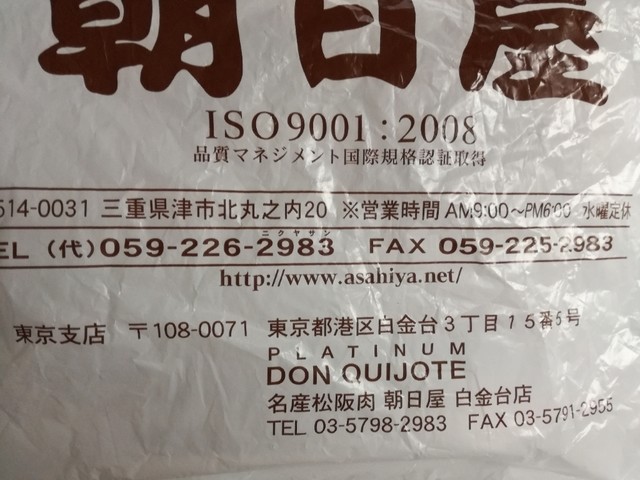 朝日屋
ISO9001:2008
品質マネジメント国際規格認証取得
514-0031 三重県津市北丸之内20 ※営業時間 AM9:00～PM6:00 水曜定休
EL (代) 059-226-2983 FAX 059-225-2983
ニクヤサン
http://www.asahiya.net/
東京支店 〒108-0071 東京都港区白金台3丁目15番5号
PLATINUM
DON QUIJOTE
名産松阪肉 朝日屋 白金台店
TEL 03-5798-2983 FAX 03-5791-2955